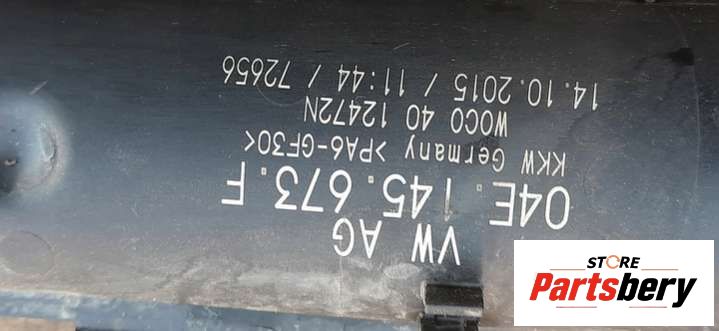 VW AG
04E.145.673.F
KKW Germany >PA6-GF30<
WOCO 40 12472N
14.10.2015 / 11:44 / 72656
STORE
Partsbery